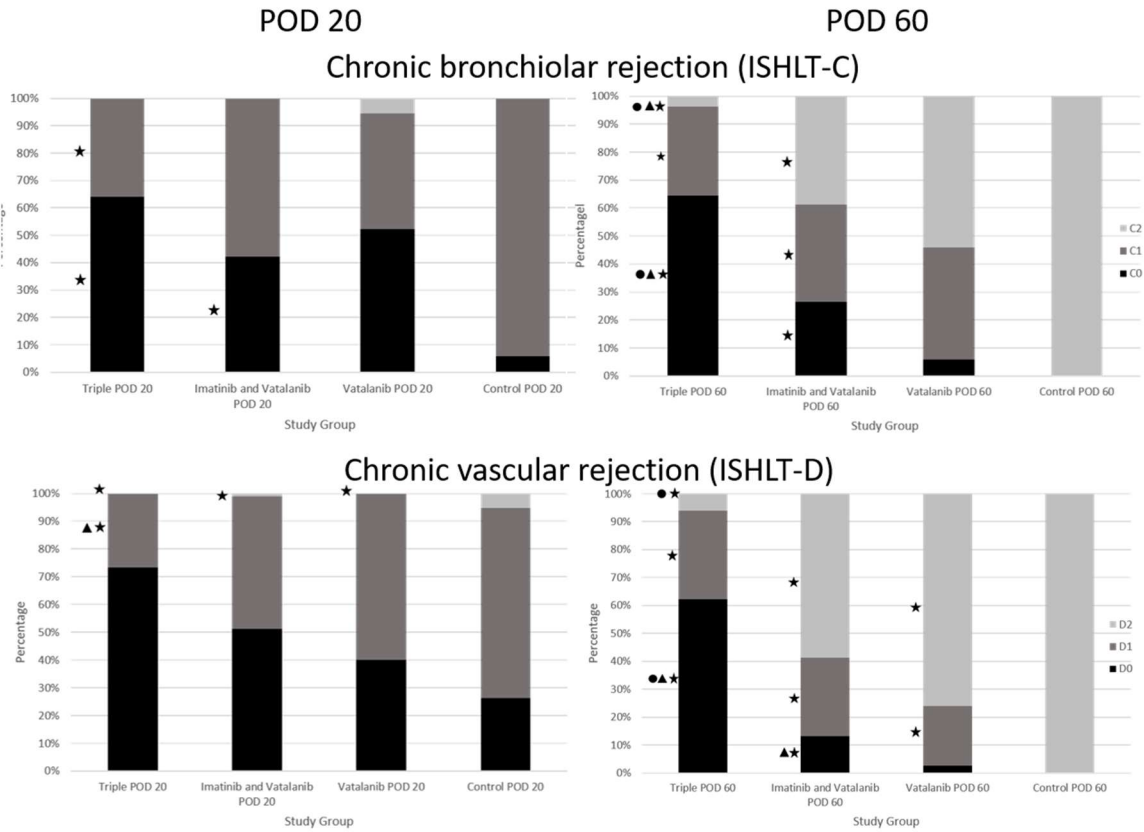 POD 20
POD 60
Chronic bronchiolar rejection (ISHLT-C)
100%
90%
80%
70%
60%
50%
40%
30%
20%
10%
0%
Triple POD 20
Imatinib and Vatalanib
POD 20
Vatalanib POD 20
Control POD 20
Study Group
Percentagel
100%
90%
80%
70%
60%
50%
40%
30%
20%
10%
0%
Triple POD 60
Imatinib and Vatalanib
POD 60
Vatalanib POD 60
Control POD 60
Study Group
C2
C1
C0
Chronic vascular rejection (ISHLT-D)
Percentage
100%
90%
80%
70%
60%
50%
40%
30%
20%
10%
0%
Triple POD 20
Imatinib and Vatalanib
POD 20
Vatalanib POD 20
Control POD 20
Study Group
Percentage
100%
90%
80%
70%
60%
50%
40%
30%
20%
10%
0%
Triple POD 60
Imatinib and Vatalanib
POD 60
Vatalanib POD 60
Control POD 60
Study Group
D2
D1
D0